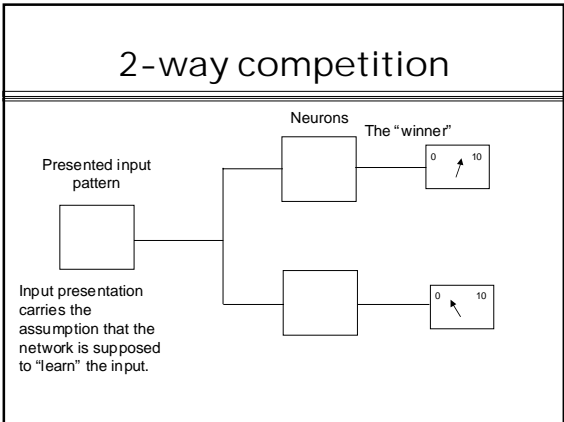 2-way competition
Neurons
The “winner”
0 10
Presented input
pattern
Input presentation
carries the
assumption that the
network is supposed
to “learn” the input.
0 10